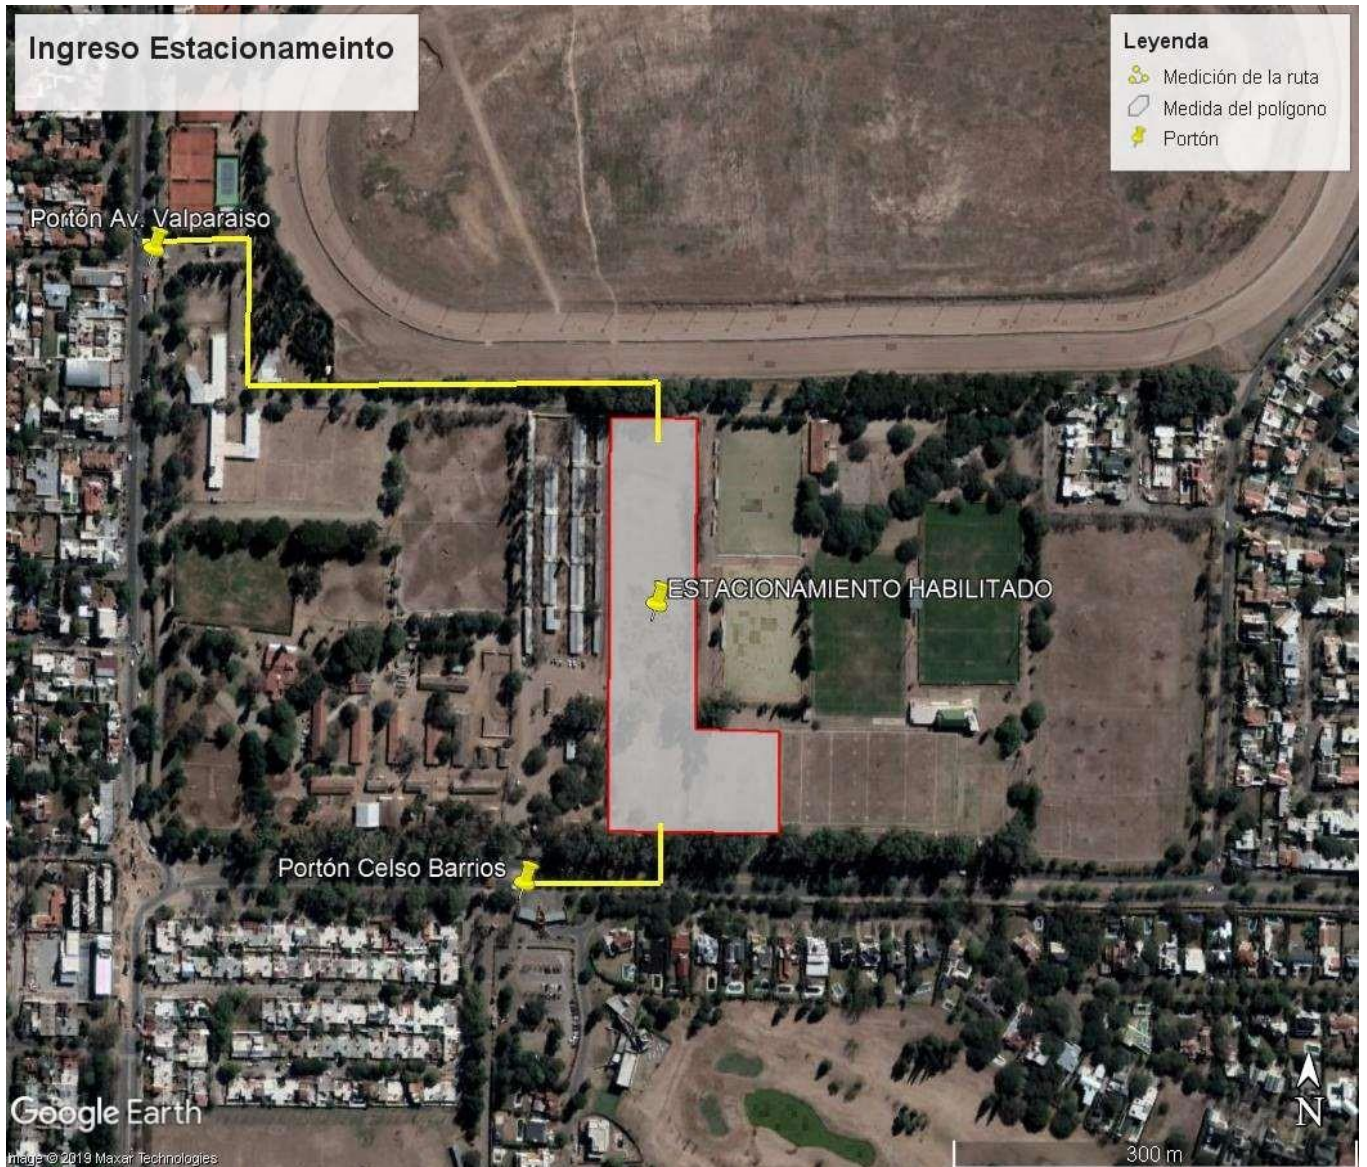 Ingreso Estacionameinto
Leyenda
Medición de la ruta
Medida del polígono
Portón
Portón Av. Valparaiso
ESTACIONAMIENTO HABILITADO
Portón Celso Barrios
Google Earth
N
Image © 2019 Maxar Technologies
300 m